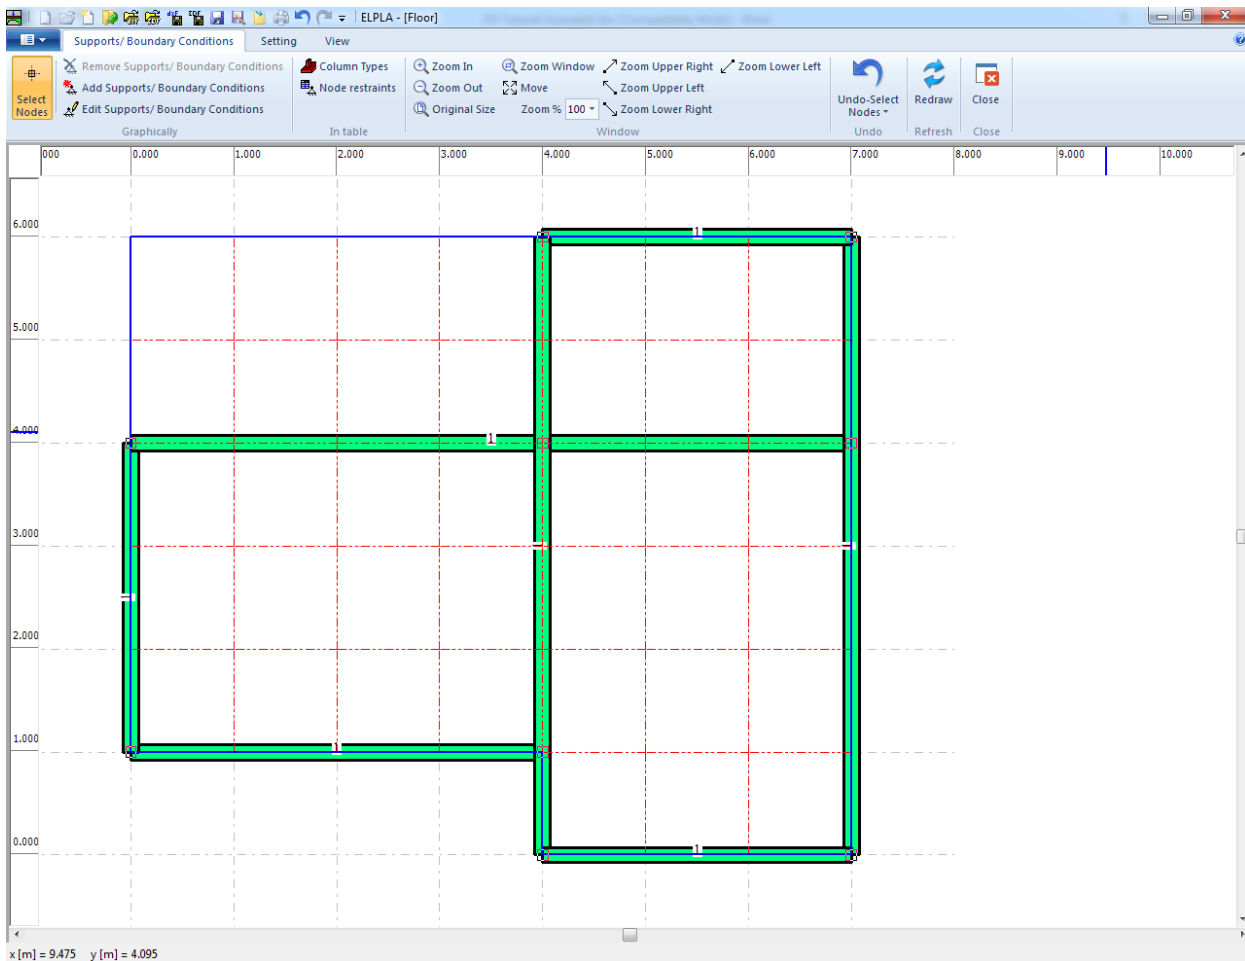 ELPLA - [Floor]
Supports/ Boundary Conditions Setting View
Select Nodes
Remove Supports/ Boundary Conditions
Add Supports/ Boundary Conditions
Edit Supports/ Boundary Conditions
Graphically
Column Types
Node restraints
In table
Zoom In
Zoom Out
Original Size
Zoom Window
Move
Zoom % 100
Zoom Upper Right
Zoom Upper Left
Zoom Lower Right
Zoom Lower Left
Window
Undo-Select
Nodes
Undo
Redraw
Refresh
Close
Close
000 0.000 1.000 2.000 3.000 4.000 5.000 6.000 7.000 8.000 9.000 10.000
6.000
1
5.000
4.000
1
3.000
1
1
2.000
1
1.000
1
0.000
1
x [m] = 9.475 y [m] = 4.095